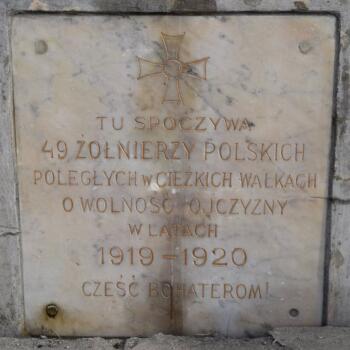 TU SPOCZYWA
49 ŻOŁNIERZY POLSKICH
POLEGŁYCH W CIĘŻKICH WALKACH
O WOLNOŚĆ OJCZYZNY
W LATACH
1919-1920
CZEŚĆ BOHATEROM!